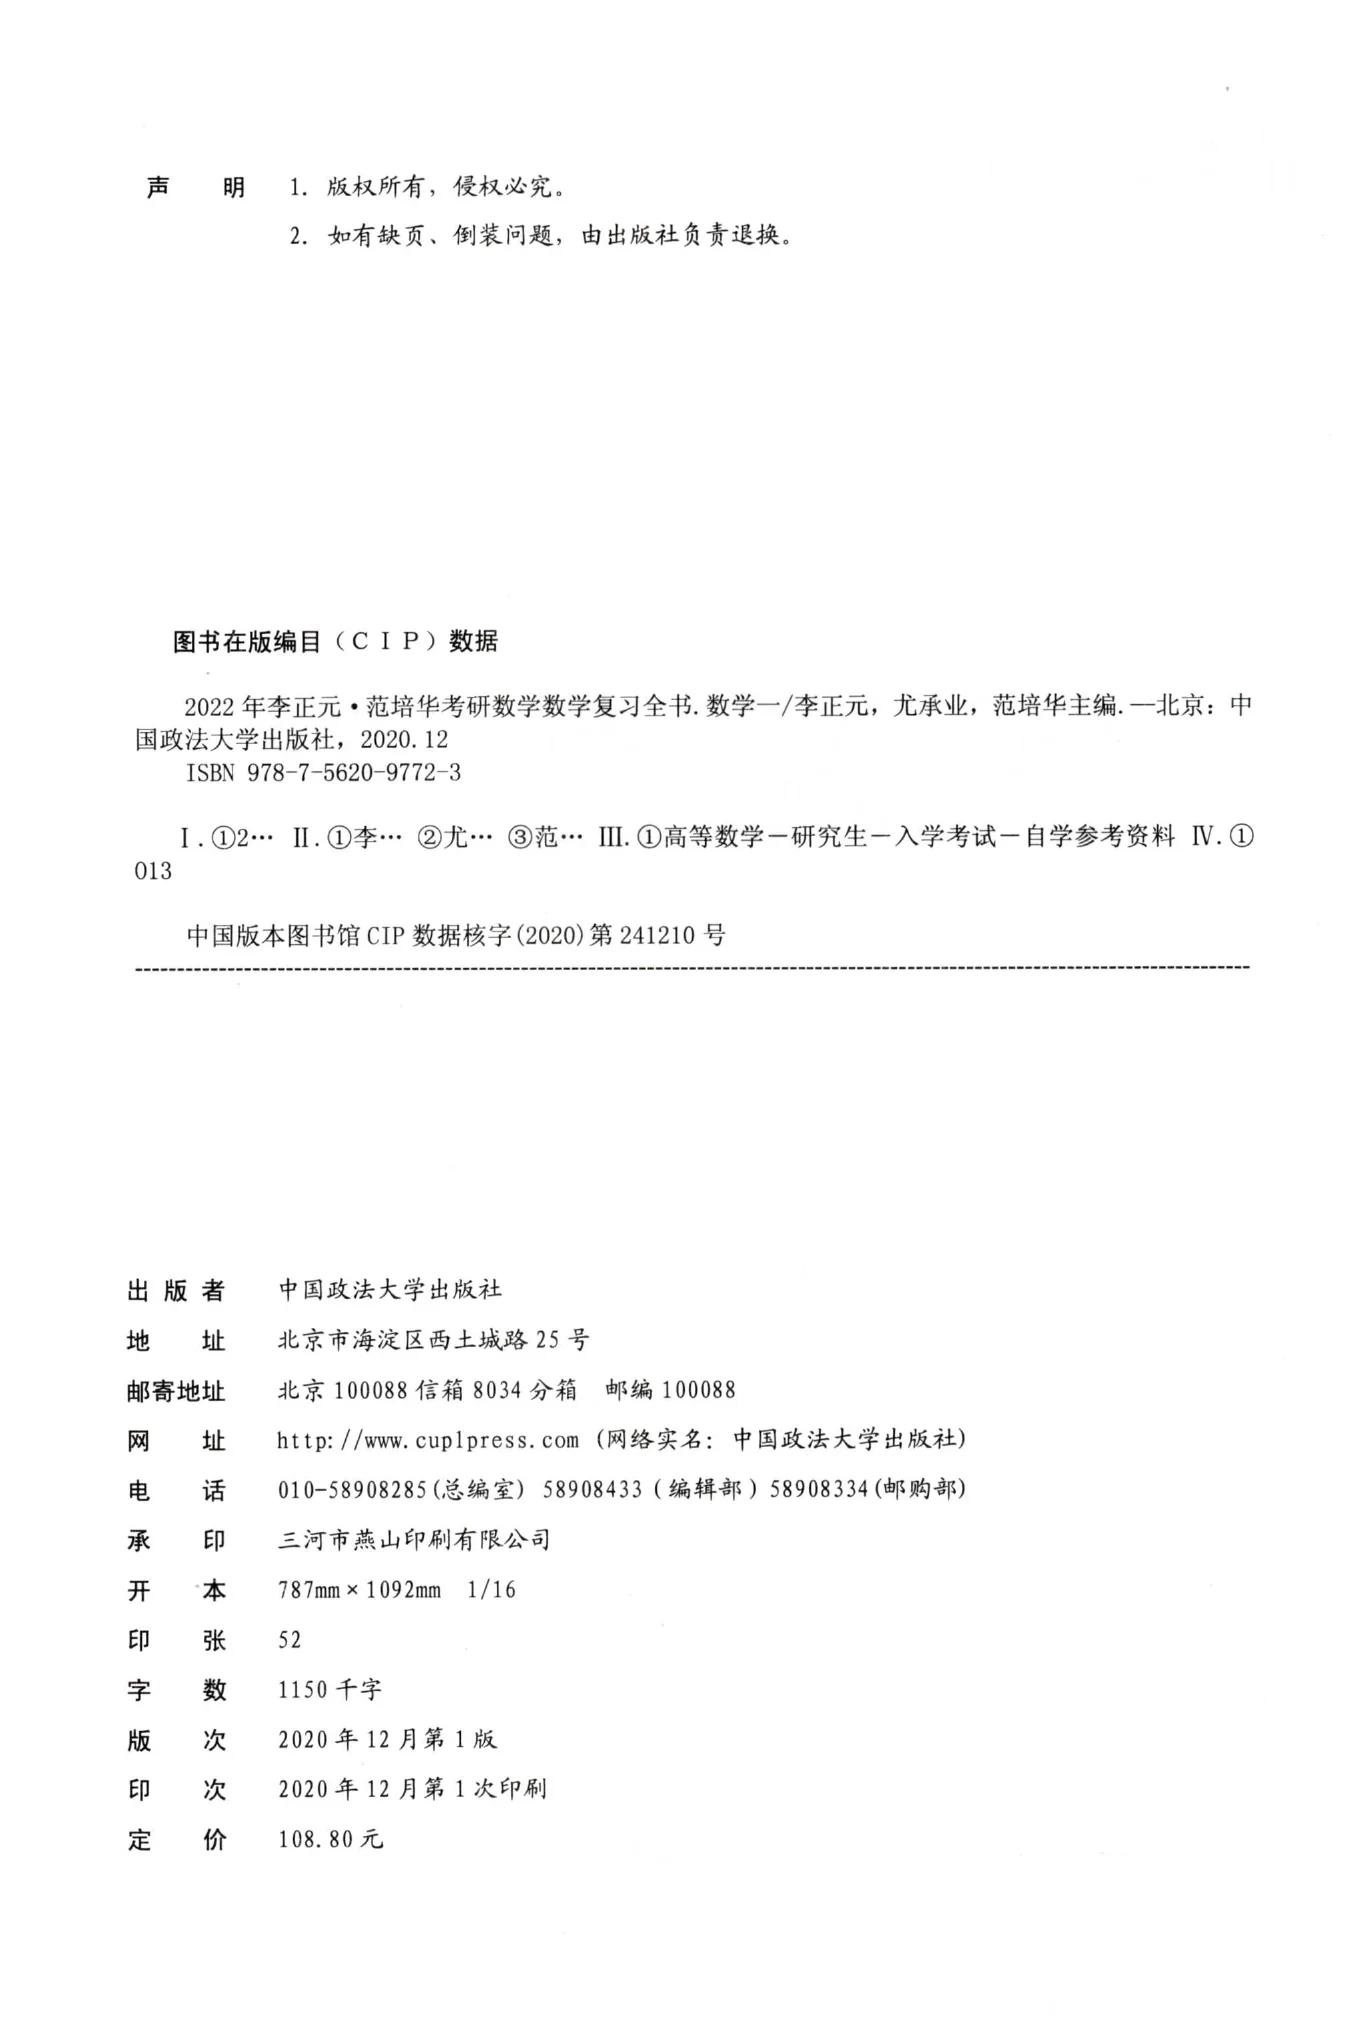 声 明 1. 版权所有，侵权必究。
2. 如有缺页、倒装问题，由出版社负责退换。
图书在版编目（CIP）数据
2022年李正元·范培华考研数学数学复习全书.数学一/李正元，尤承业，范培华主编.—北京：中
国政法大学出版社，2020.12
ISBN 978-7-5620-9772-3
Ⅰ.①2… Ⅱ.①李… ②尤… ③范… Ⅲ.①高等数学－研究生－入学考试－自学参考资料 Ⅳ.①
013
中国版本图书馆CIP数据核字(2020)第241210号
出版者 中国政法大学出版社
地 址 北京市海淀区西土城路25号
邮寄地址 北京100088信箱8034分箱 邮编100088
网 址 http://www.cuplpress.com (网络实名：中国政法大学出版社)
电 话 010-58908285(总编室) 58908433(编辑部) 58908334(邮购部)
承 印 三河市燕山印刷有限公司
开 本 787mm×1092mm 1/16
印 张 52
字 数 1150千字
版 次 2020年12月第1版
印 次 2020年12月第1次印刷
定 价 108.80元